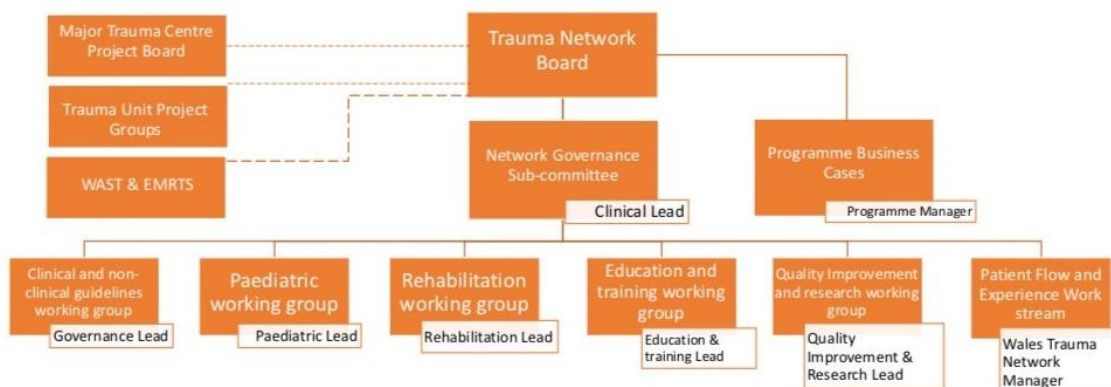 Major Trauma Centre
Project Board
Trauma Unit Project
Groups
WAST & EMRTS
Trauma Network
Board
Network Governance
Sub-committee
Clinical Lead
Programme Business
Cases
Programme Manager
Clinical and non-
clinical guidelines
working group
Governance Lead
Paediatric
working group
Paediatric Lead
Rehabilitation
working group
Rehabilitation Lead
Education and
training working
group
Education &
training Lead
Quality Improvement
and research working
group
Quality
Improvement &
Research Lead
Patient Flow and
Experience Work
stream
Wales Trauma
Network
Manager